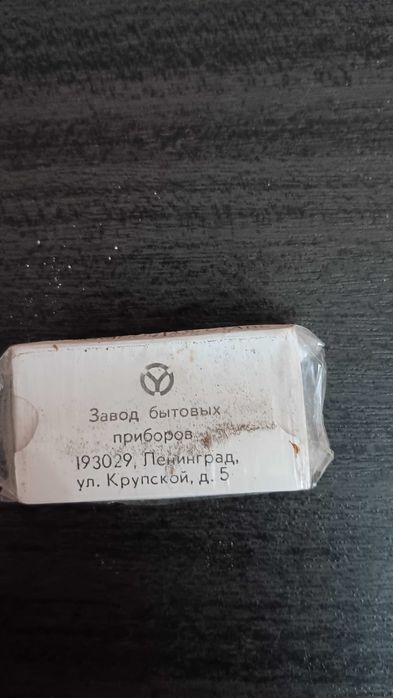 Завод бытовых
приборов
193029, Ленинград,
ул. Крупской, д. 5